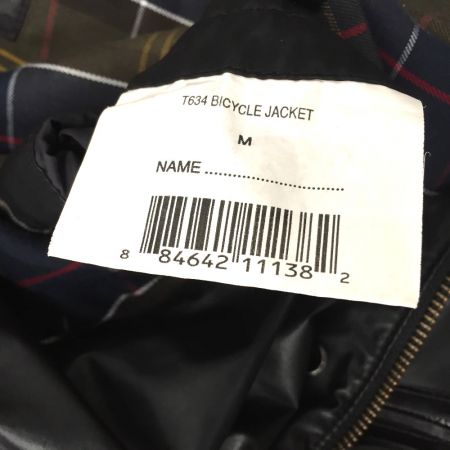 T634 BICYCLE JACKET
M
NAME ..................................
8 84642 11138 2